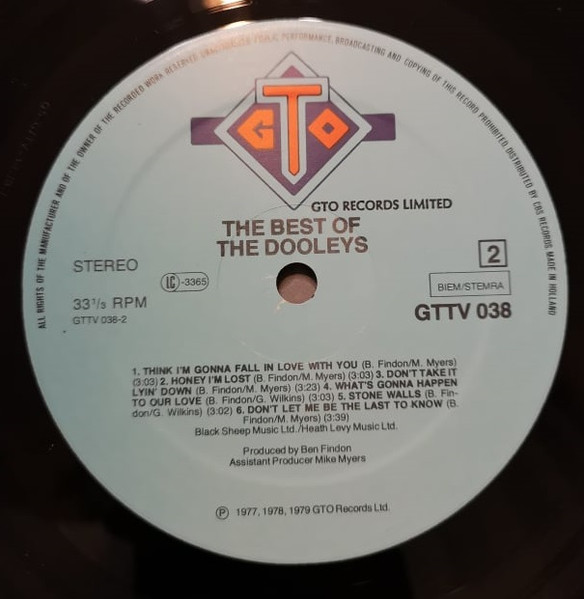 ALL RIGHTS OF THE MANUFACTURER AND OF THE OWNER OF THE RECORDED WORK RESERVED UNAUTHORIZED PUBLIC PERFORMANCE, BROADCASTING AND COPYING OF THIS RECORD PROHIBITED. DISTRIBUTED BY CBS RECORDS MADE IN HOLLAND
GTO
GTO RECORDS LIMITED
THE BEST OF
THE DOOLEYS
STEREO
2
LC -3365
BIEM/STEMRA
33 1/3 RPM
GTTV 038
GTTV 038-2
1. THINK I'M GONNA FALL IN LOVE WITH YOU (B. Findon/M. Myers)
(3:03) 2. HONEY I'M LOST (B. Findon/M. Myers) (3:03) 3. DON'T TAKE IT
LYIN' DOWN (B. Findon/M. Myers) (3:23) 4. WHAT'S GONNA HAPPEN
TO OUR LOVE (B. Findon/G. Wilkins) (3:03) 5. STONE WALLS (B. Fin-
don/G. Wilkins) (3:02) 6. DON'T LET ME BE THE LAST TO KNOW (B.
Findon/M. Myers) (3:39)
Black Sheep Music Ltd./Heath Levy Music Ltd.
Produced by Ben Findon
Assistant Producer Mike Myers
Ⓟ 1977, 1978, 1979 GTO Records Ltd.